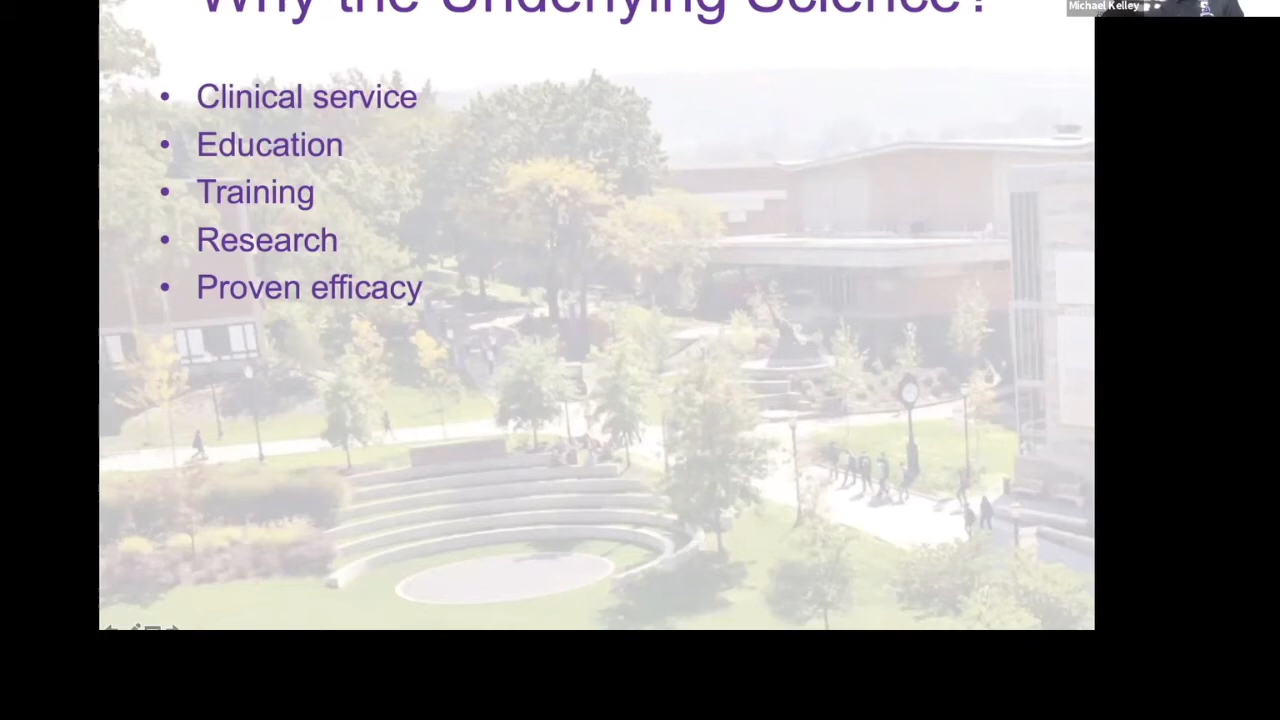 Why the Underlying Science?
Michael Kelley
• Clinical service
• Education
• Training
• Research
• Proven efficacy